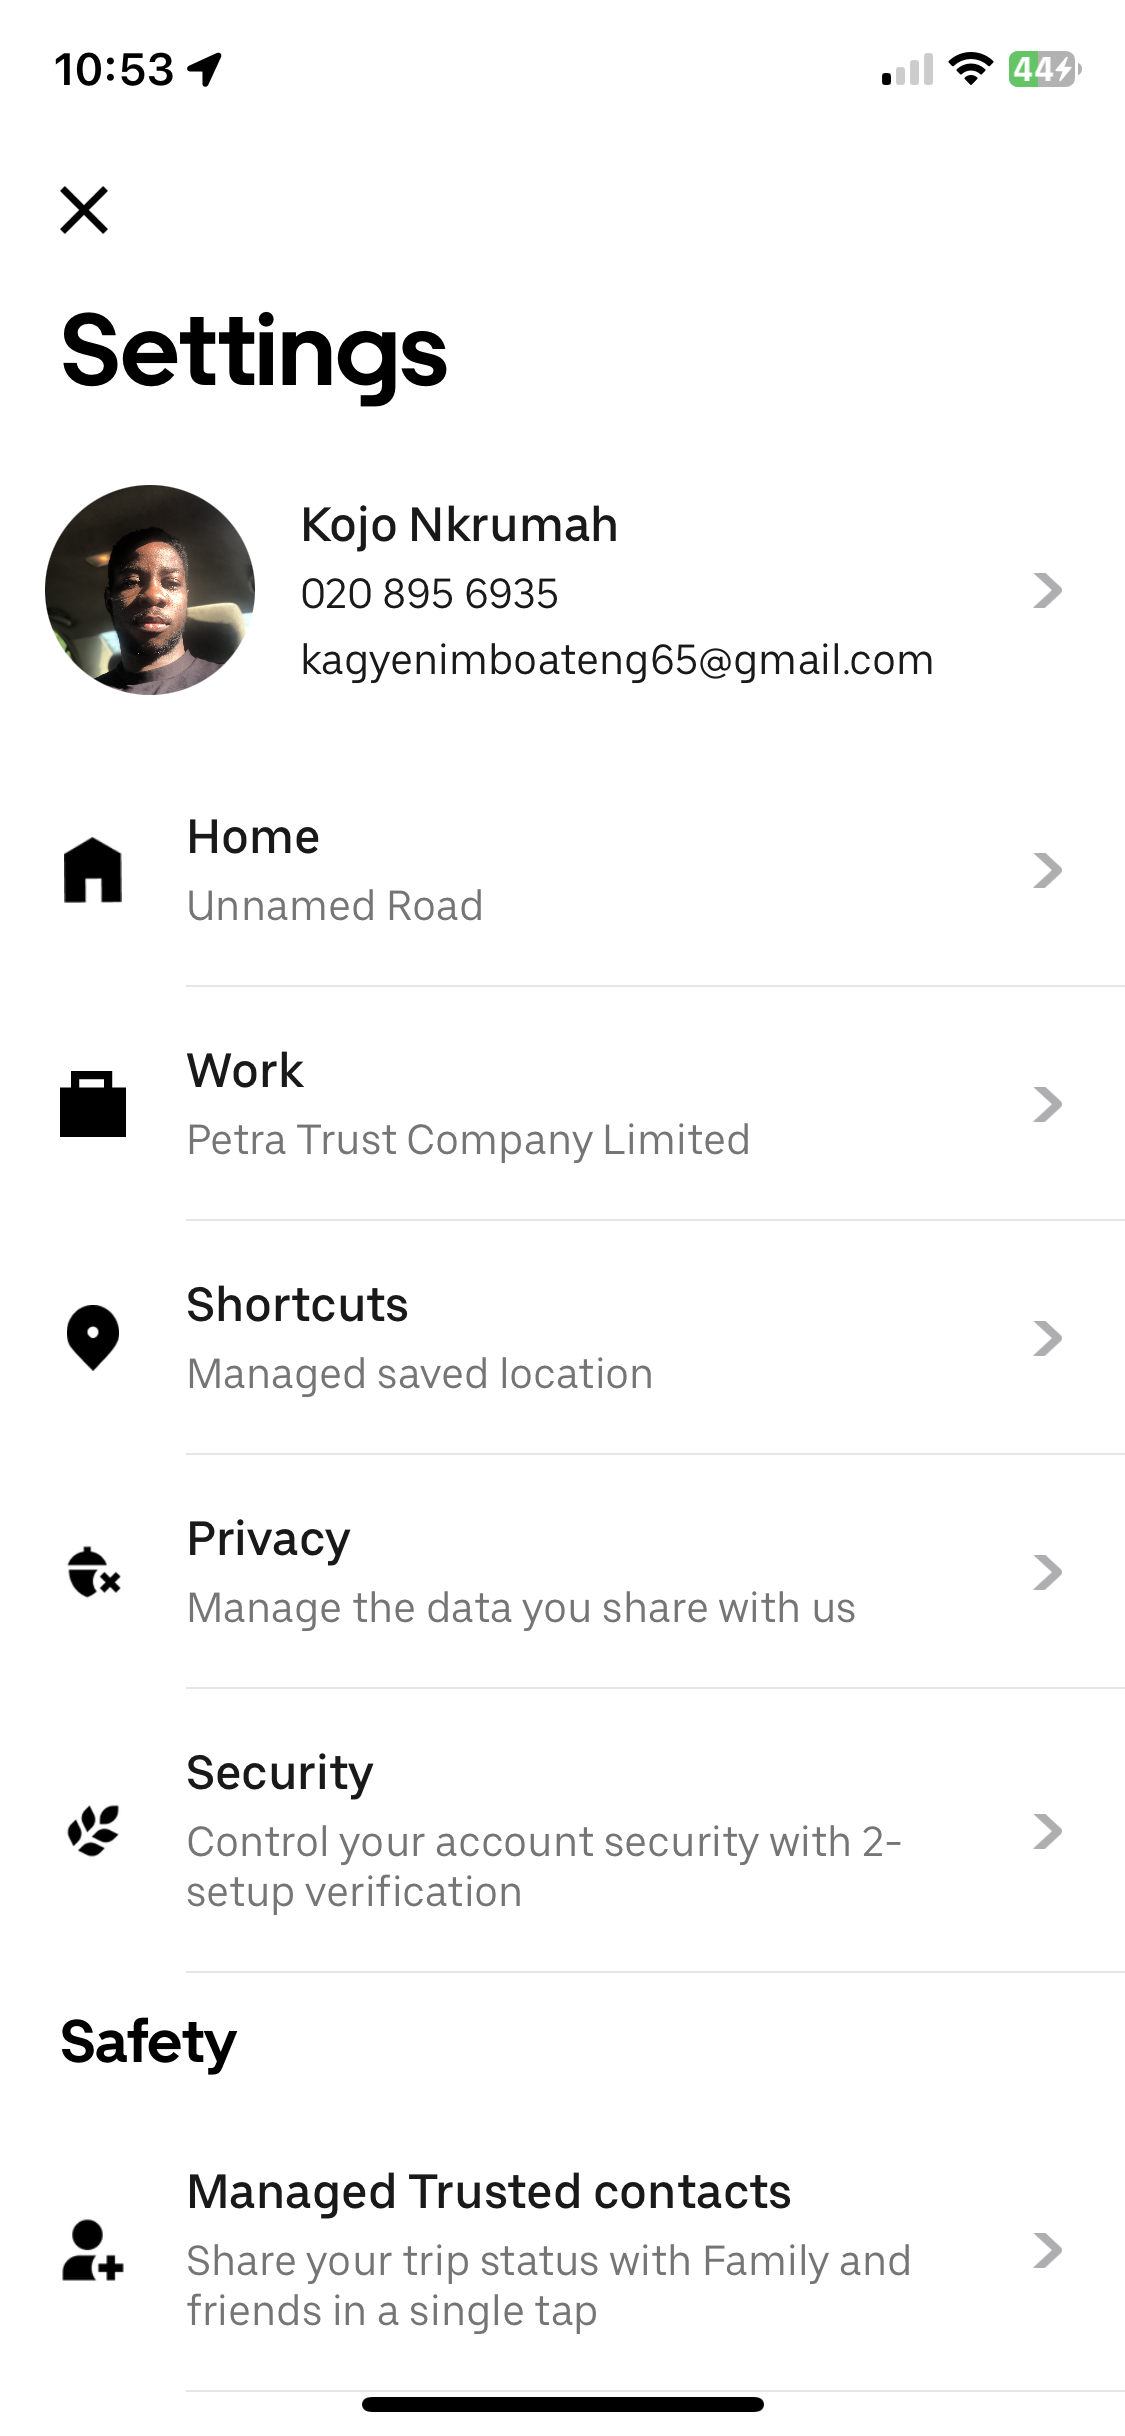 10:53
44
Settings
Kojo Nkrumah
020 895 6935
kagyenimboateng65@gmail.com
Home
Unnamed Road
Work
Petra Trust Company Limited
Shortcuts
Managed saved location
Privacy
Manage the data you share with us
Security
Control your account security with 2-
setup verification
Safety
Managed Trusted contacts
Share your trip status with Family and
friends in a single tap